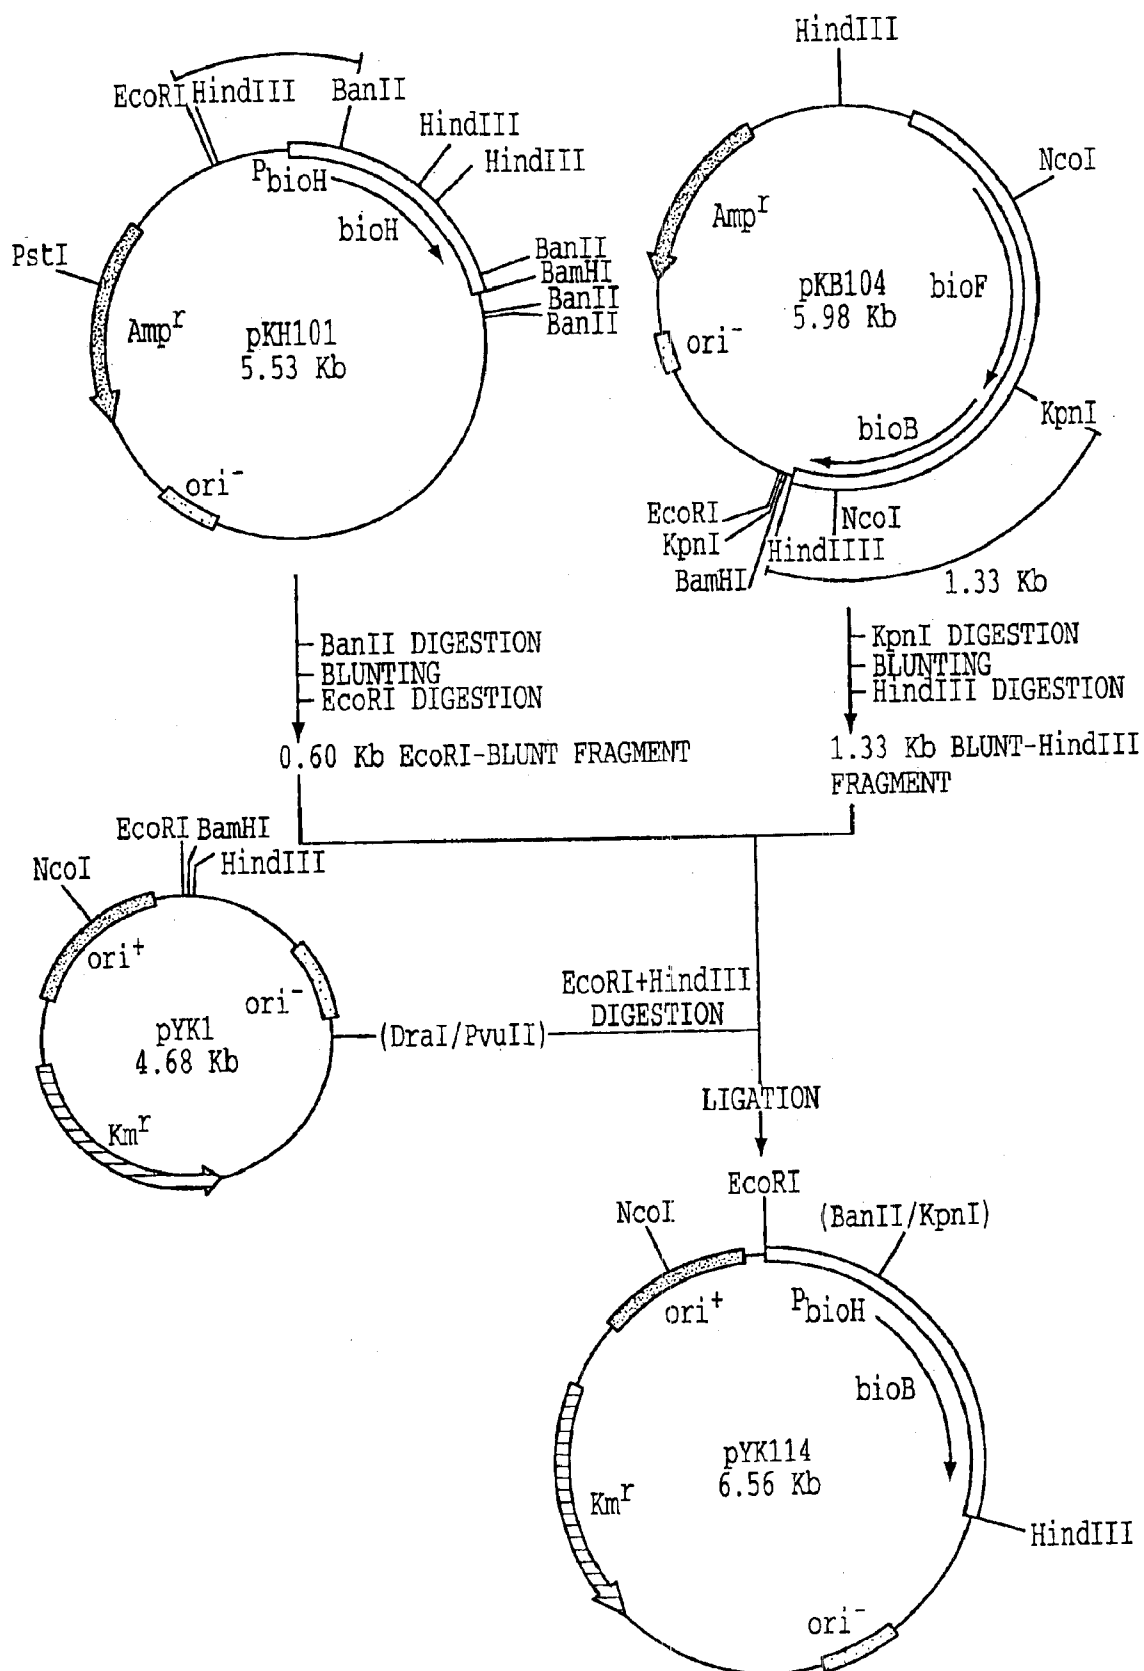 EcoRI HindIII BanII
HindIII
HindIII
PbioH
bioH
PstI
BanII
BamHI
BanII
BanII
Ampr
pKH101
5.53 Kb
ori-
HindIII
NcoI
Ampr
pKB104
5.98 Kb
bioF
ori-
KpnI
bioB
EcoRI
KpnI
BamHI
HindIIII
NcoI
1.33 Kb
BanII DIGESTION
BLUNTING
EcoRI DIGESTION
KpnI DIGESTION
BLUNTING
HindIII DIGESTION
0.60 Kb EcoRI-BLUNT FRAGMENT
1.33 Kb BLUNT-HindIII
FRAGMENT
EcoRI BamHI
HindIII
NcoI
ori+
ori-
pYK1
4.68 Kb
(DraI/PvuII)
Kmr
EcoRI+HindIII
DIGESTION
LIGATION
EcoRI
NcoI
(BanII/KpnI)
ori+
PbioH
bioB
pYK114
6.56 Kb
Kmr
HindIII
ori-